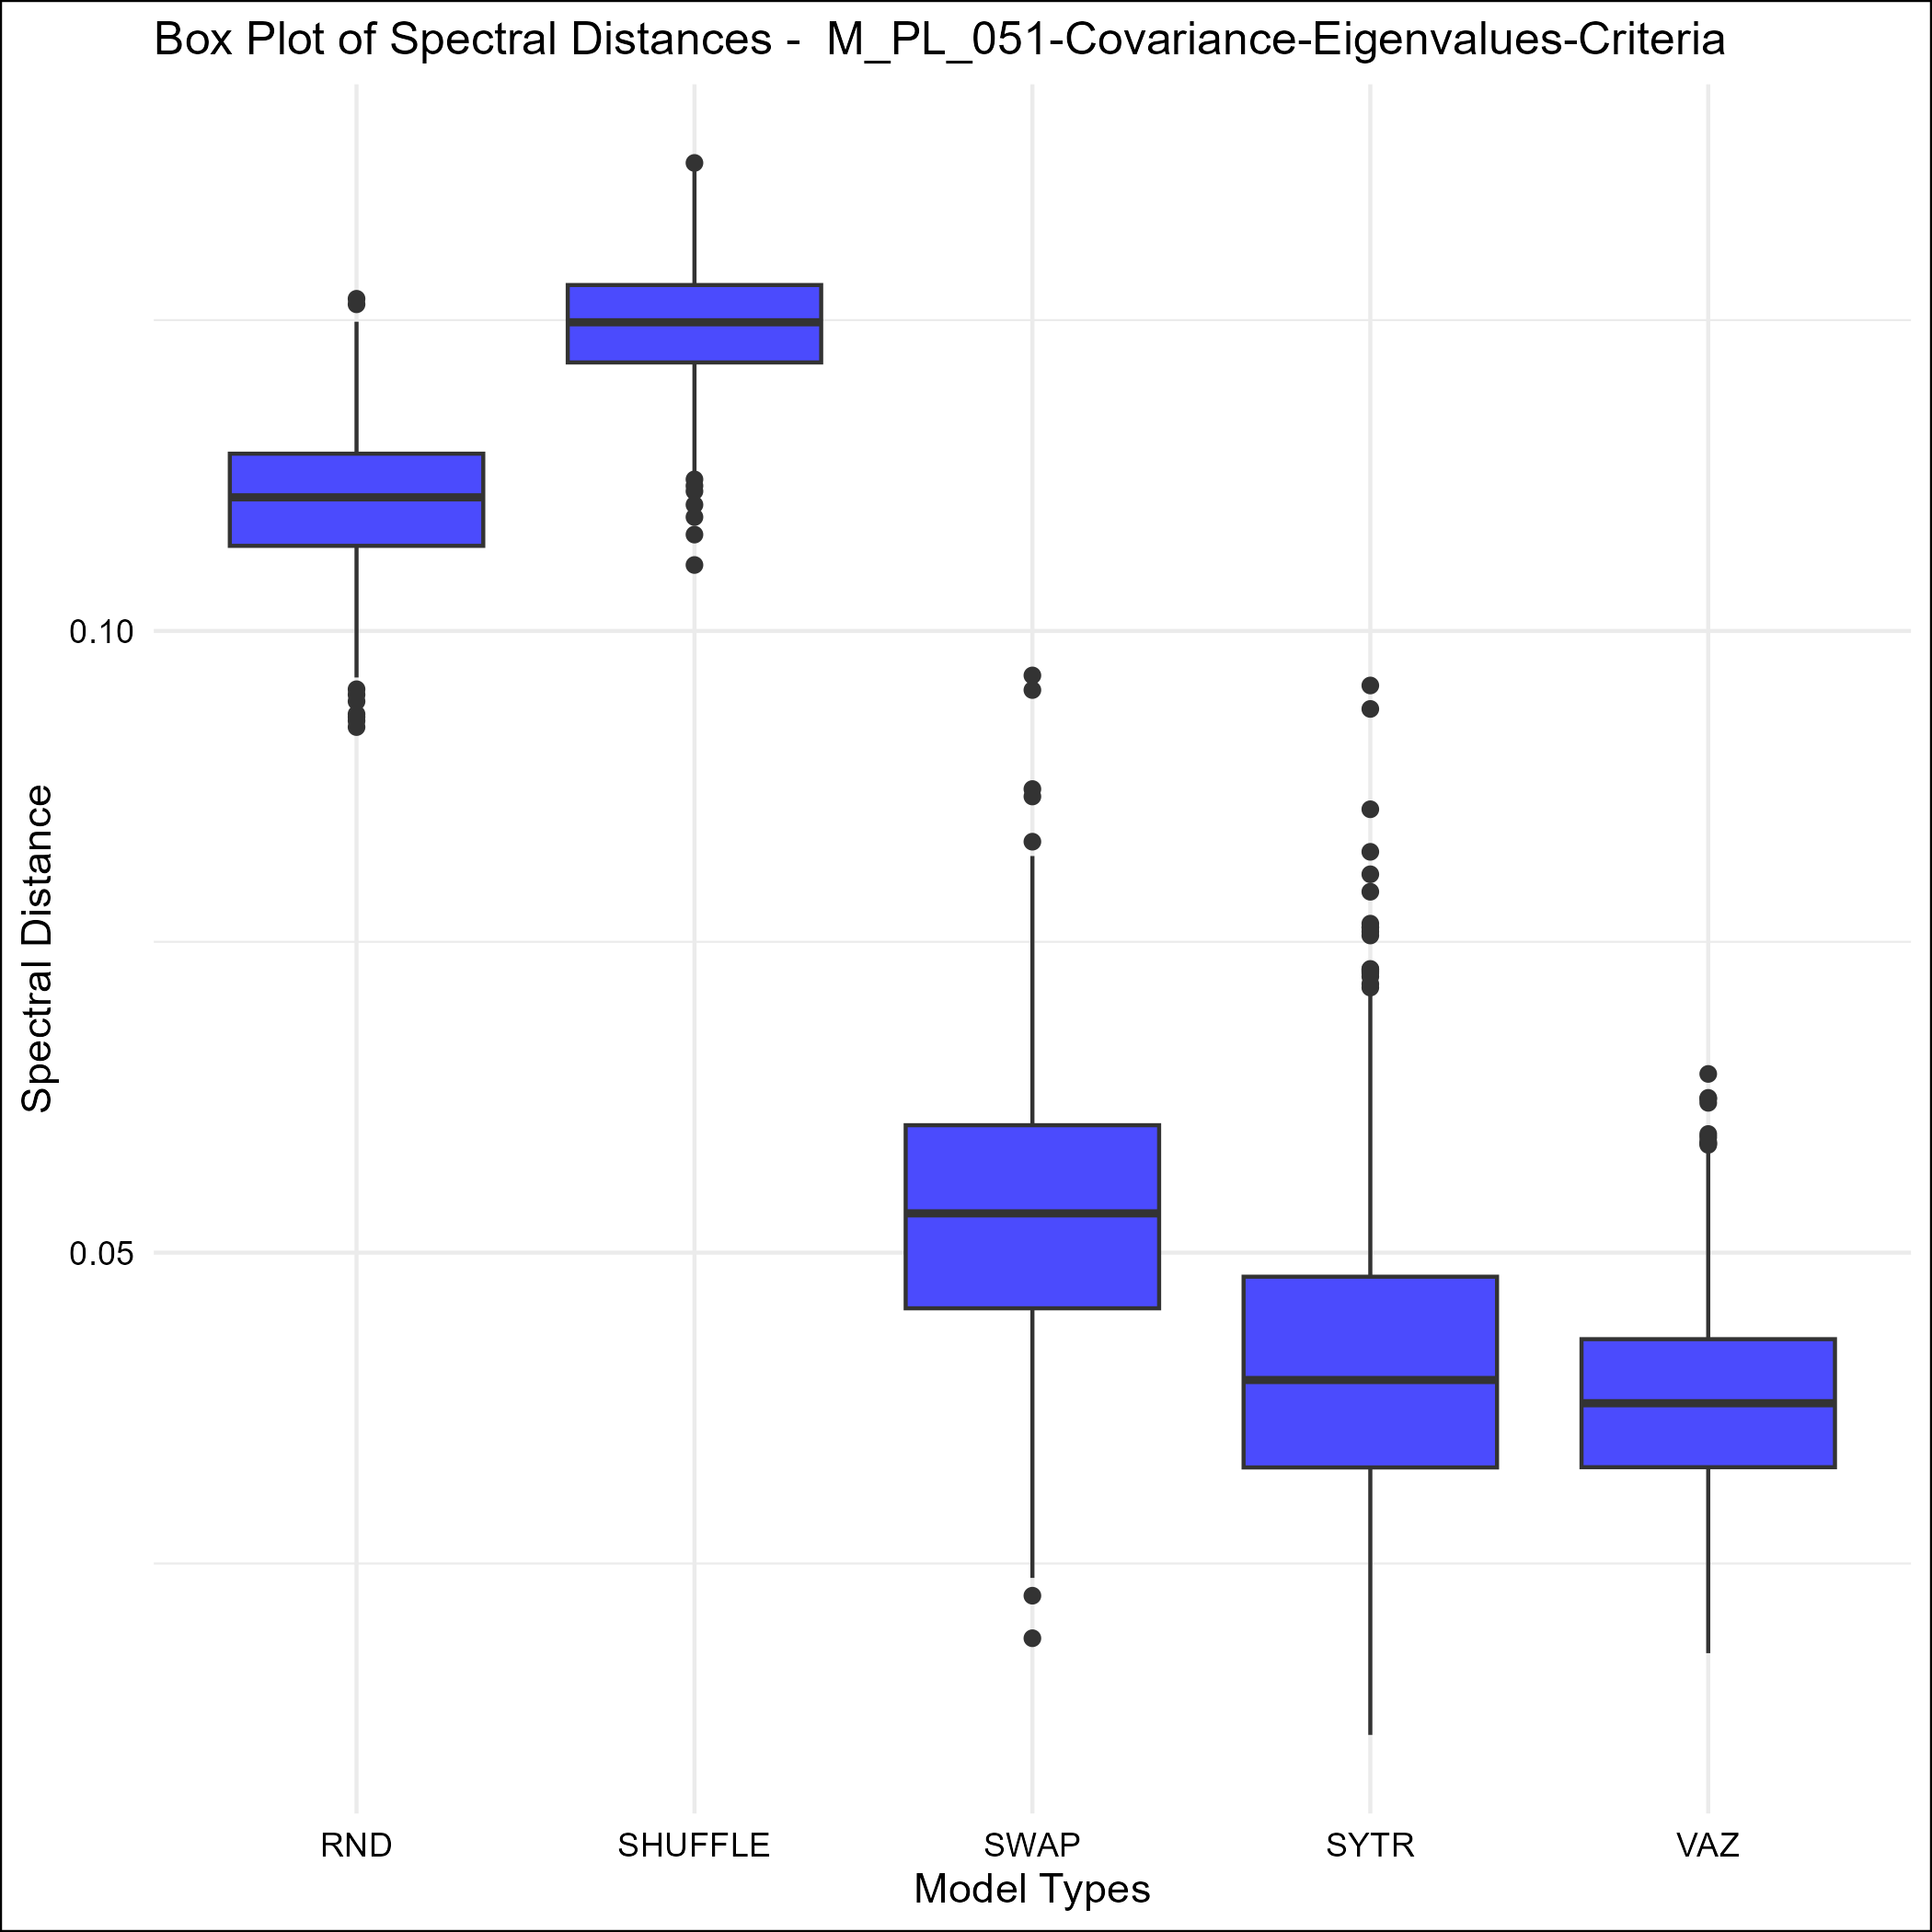 Box Plot of Spectral Distances -  M_PL_051-Covariance-Eigenvalues-Criteria
Spectral Distance
0.10
0.05
RND SHUFFLE SWAP SYTR VAZ
Model Types